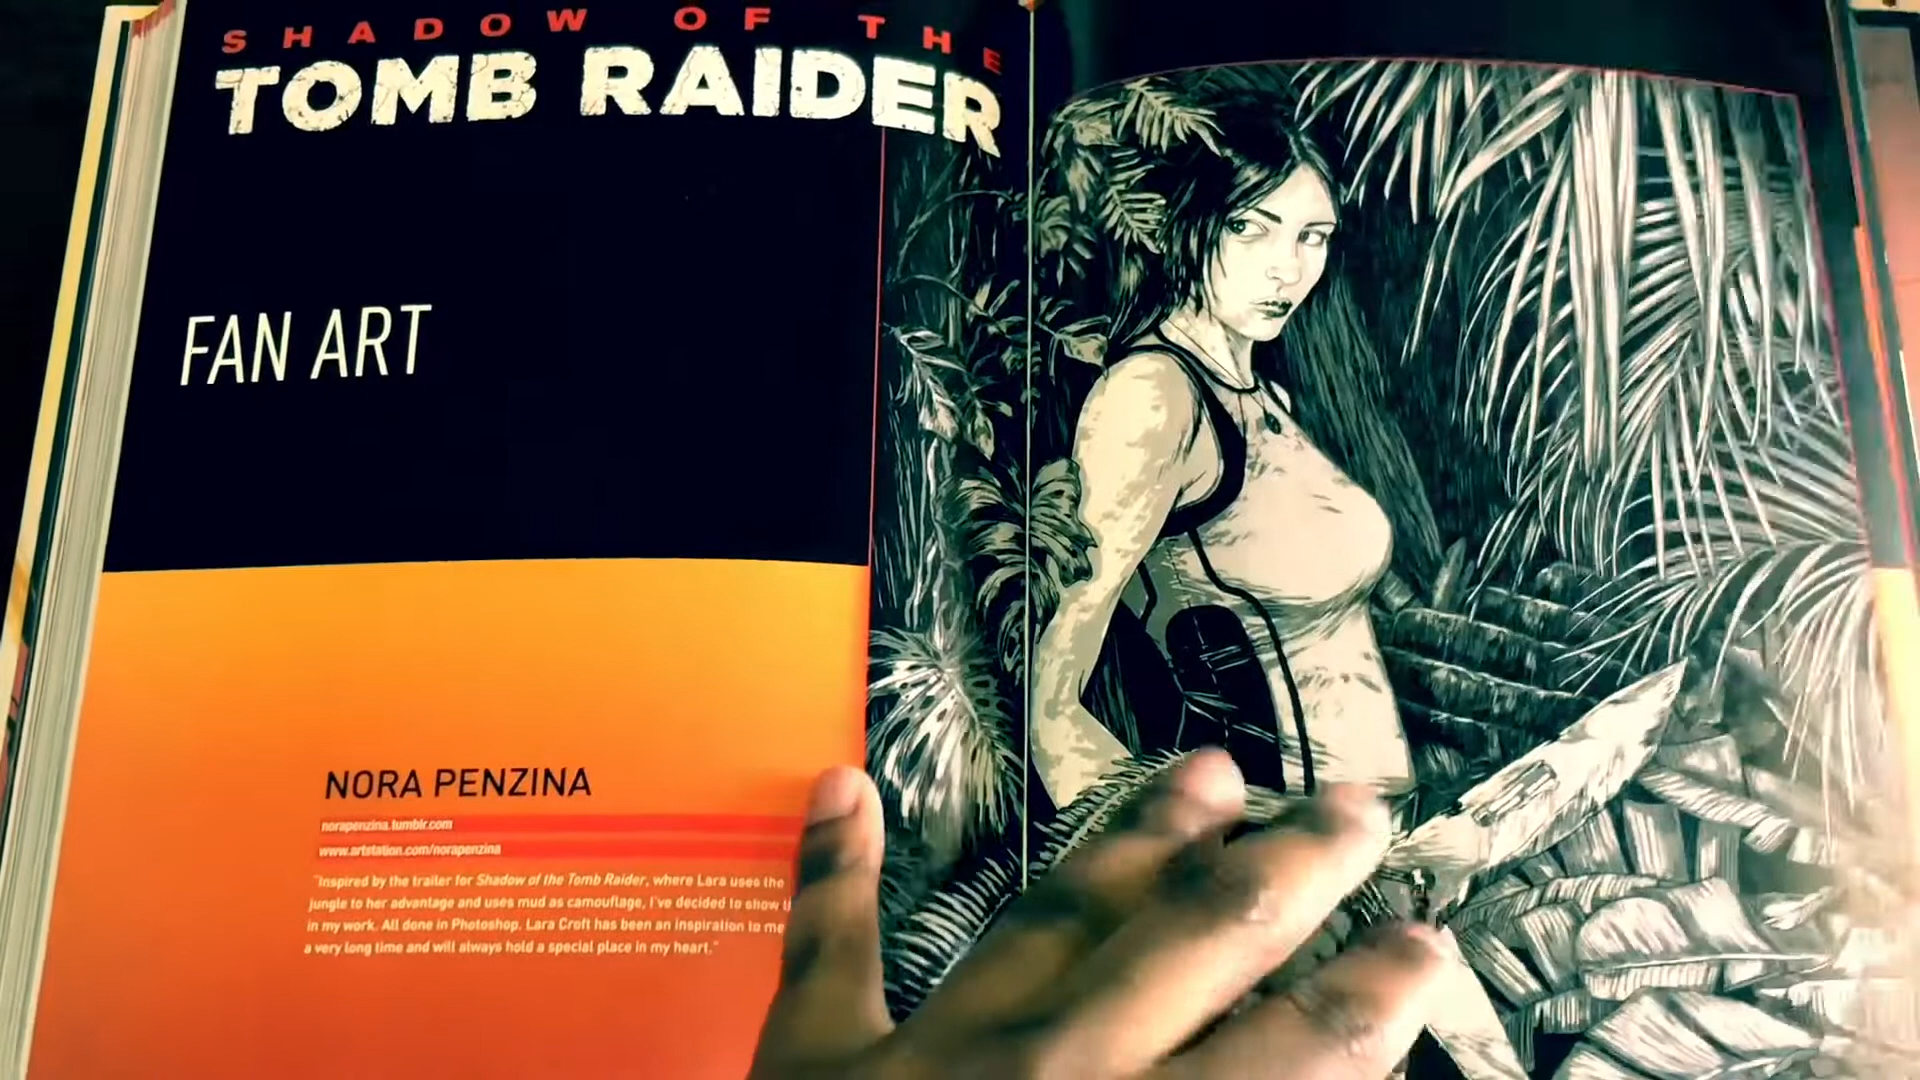 SHADOW OF THE
TOMB RAIDER
FAN ART
NORA PENZINA
norapenzina.tumblr.com
www.artstation.com/norapenzina
"Inspired by the trailer for Shadow of the Tomb Raider, where Lara uses the
jungle to her advantage and uses mud as camouflage, I've decided to show
in my work. All done in Photoshop. Lara Croft has been an inspiration to me
a very long time and will always hold a special place in my heart."